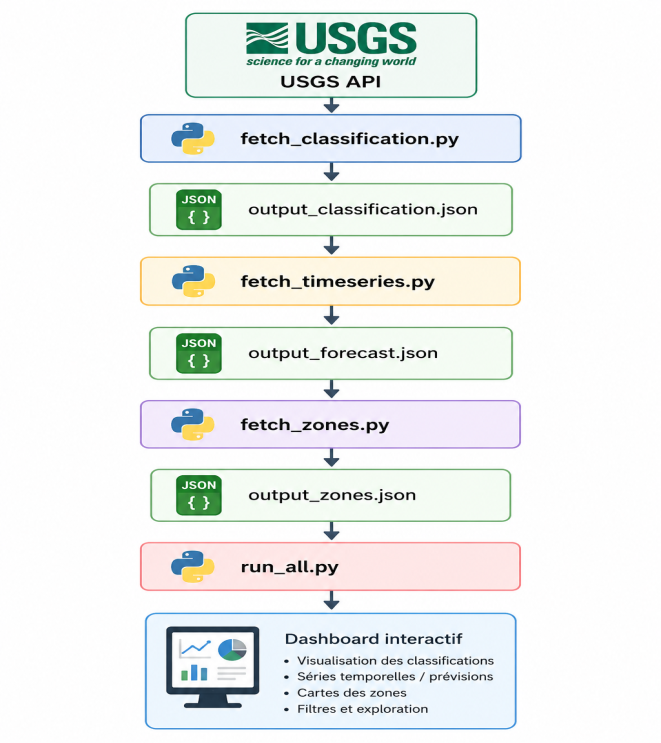 USGS
science for a changing world
USGS API
fetch_classification.py
JSON
{ }
output_classification.json
fetch_timeseries.py
JSON
{ }
output_forecast.json
fetch_zones.py
JSON
{ }
output_zones.json
run_all.py
Dashboard interactif
• Visualisation des classifications
• Séries temporelles / prévisions
• Cartes des zones
• Filtres et exploration